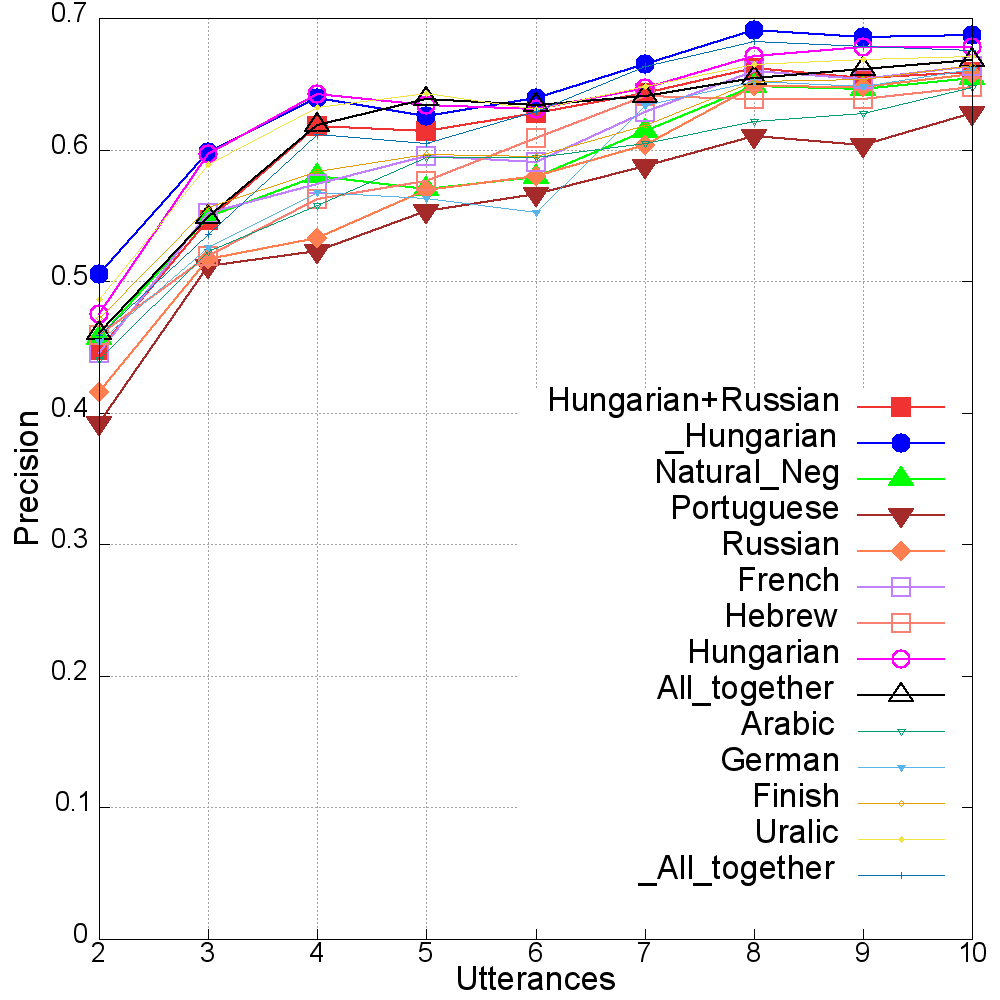 0.7
0.6
0.5
0.4
0.3
0.2
0.1
0
Precision
Hungarian+Russian
_Hungarian
Natural_Neg
Portuguese
Russian
French
Hebrew
Hungarian
All_together
Arabic
German
Finish
Uralic
_All_together
2 3 4 5 6 7 8 9 10
Utterances